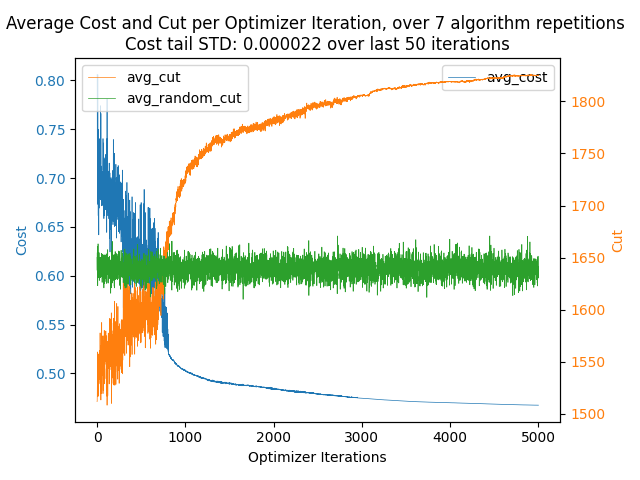 Average Cost and Cut per Optimizer Iteration, over 7 algorithm repetitions
Cost tail STD: 0.000022 over last 50 iterations
avg_cut
avg_random_cut
avg_cost
0.80
0.75
0.70
0.65
0.60
0.55
0.50
Cost
1800
1750
1700
1650
1600
1550
1500
Cut
0
1000
2000
3000
4000
5000
Optimizer Iterations